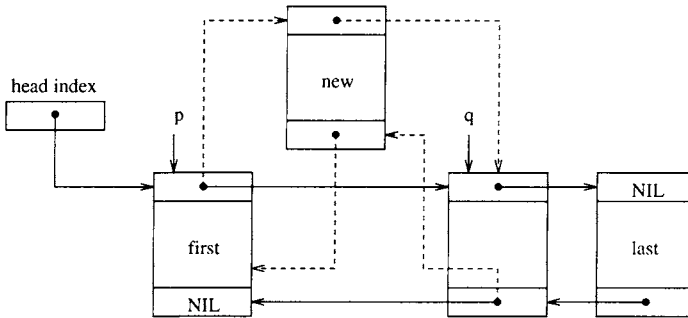 new
head index
p
q
NIL
first
last
NIL